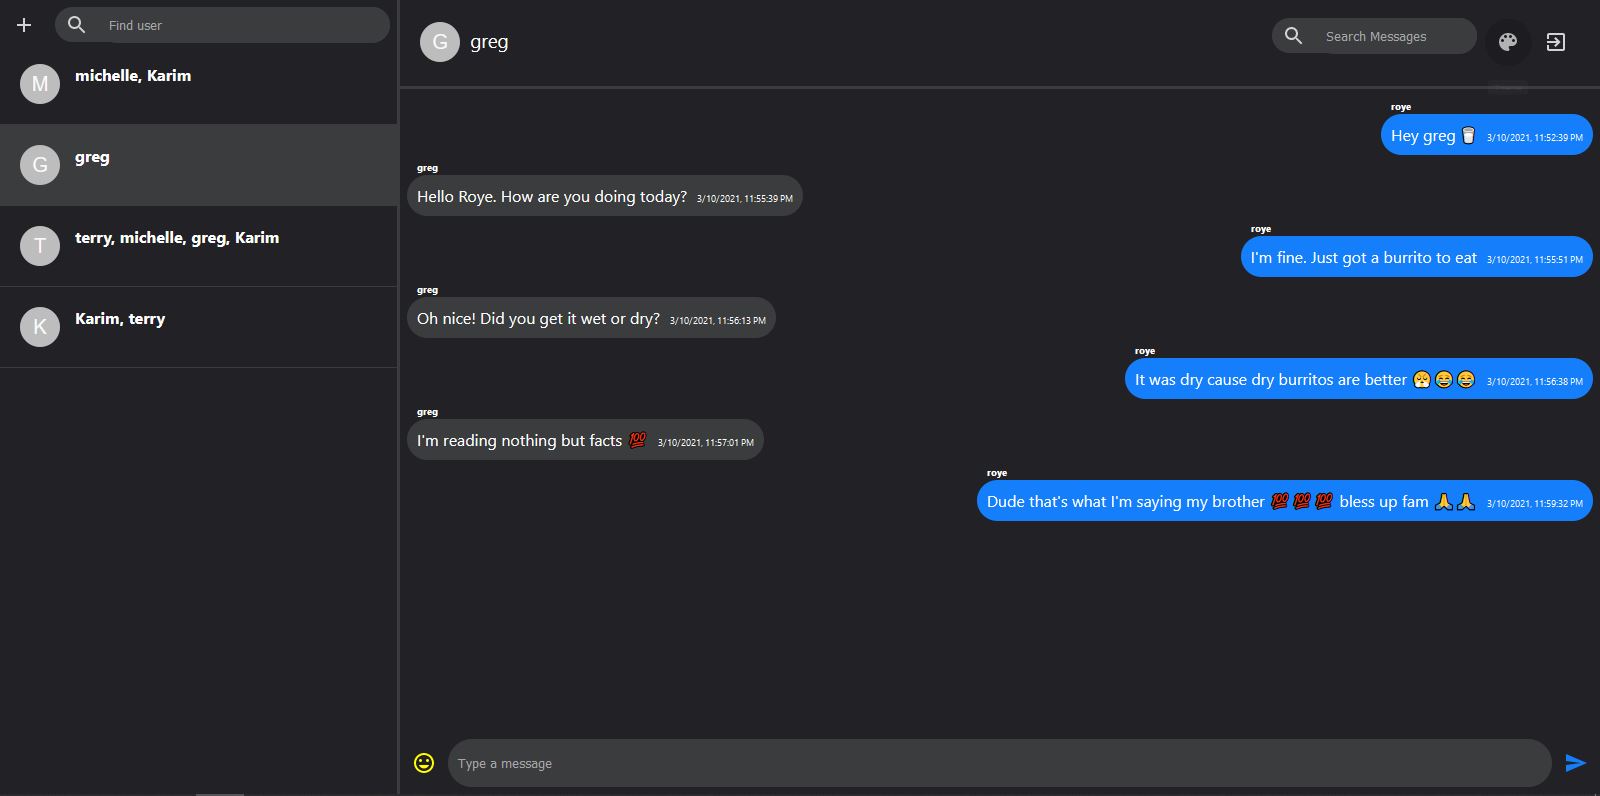 Find user
M
michelle, Karim
G
greg
T
terry, michelle, greg, Karim
K
Karim, terry
G
greg
Search Messages
roye
Hey greg🥛 3/10/2021, 11:52:39 PM
greg
Hello Roye. How are you doing today? 3/10/2021, 11:55:39 PM
roye
I'm fine. Just got a burrito to eat 3/10/2021, 11:55:51 PM
greg
Oh nice! Did you get it wet or dry? 3/10/2021, 11:56:13 PM
roye
It was dry cause dry burritos are better 😤😂😂 3/10/2021, 11:56:38 PM
greg
I'm reading nothing but facts 💯 3/10/2021, 11:57:01 PM
roye
Dude that's what I'm saying my brother 💯💯💯 bless up fam 🙏🙏 3/10/2021, 11:59:32 PM
Type a message